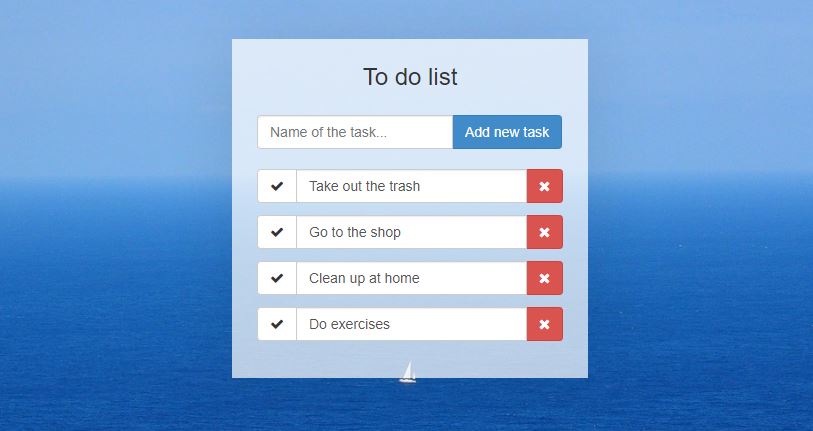 To do list
Name of the task... Add new task
Take out the trash
Go to the shop
Clean up at home
Do exercises